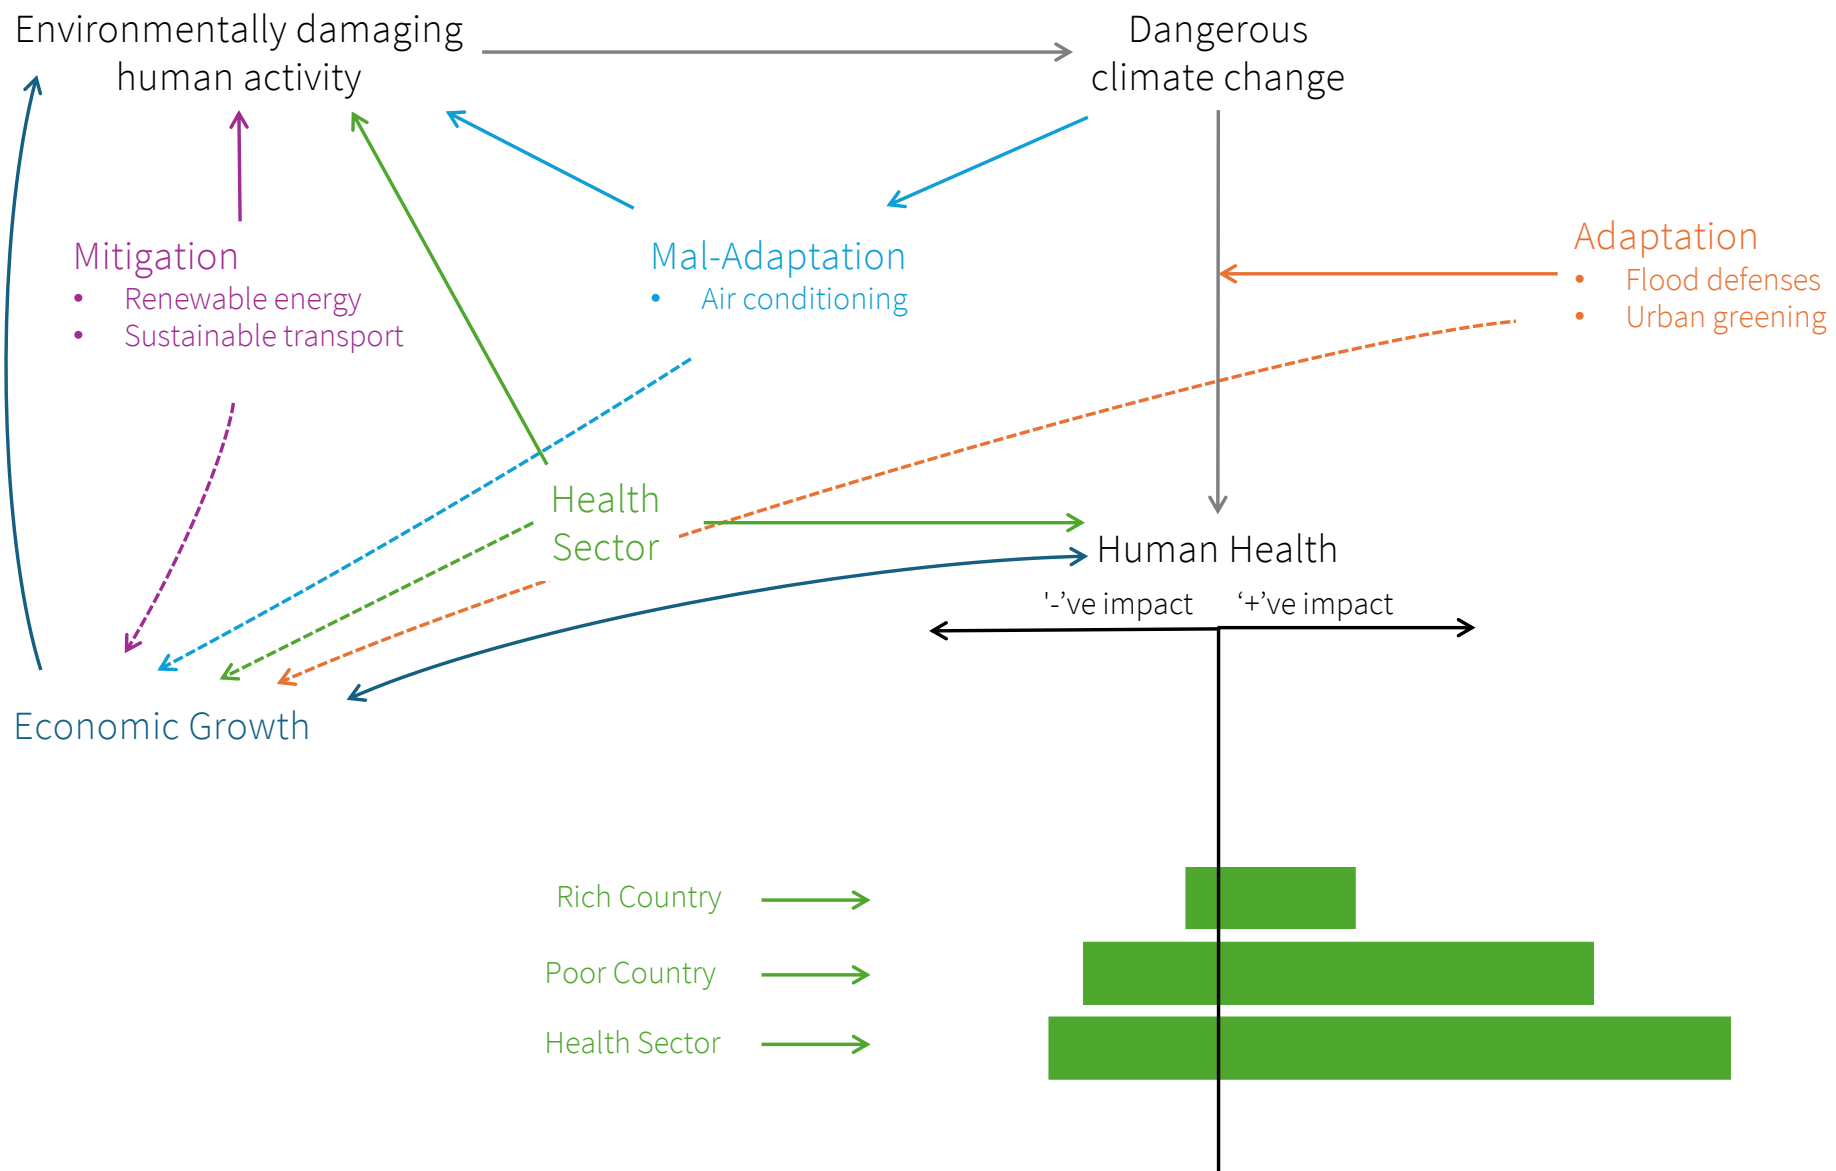 Environmentally damaging
human activity
Dangerous
climate change
Mitigation
• Renewable energy
• Sustainable transport
Mal-Adaptation
• Air conditioning
Adaptation
• Flood defenses
• Urban greening
Health
Sector
Human Health
'-’ve impact
‘+’ve impact
Economic Growth
Rich Country
Poor Country
Health Sector